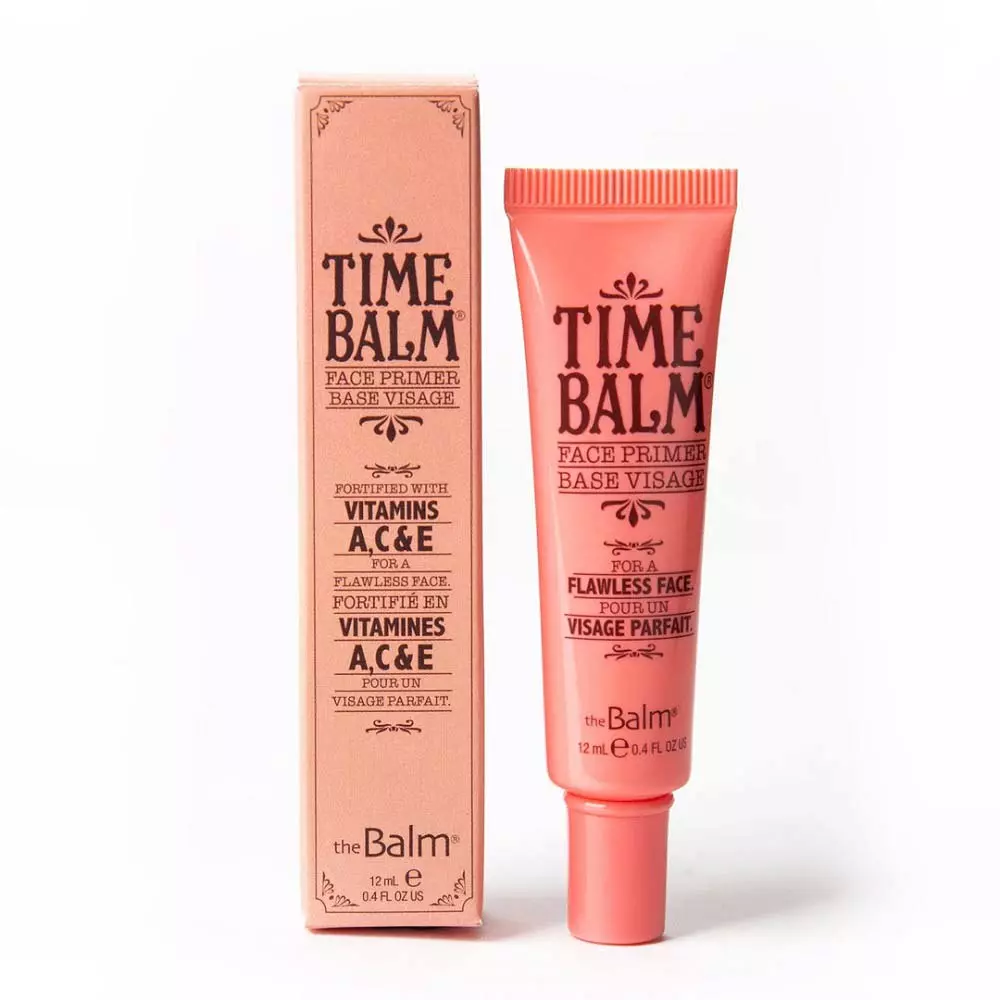 TIME
BALM®
FACE PRIMER
BASE VISAGE
FORTIFIED WITH
VITAMINS
A,C&E
FOR A
FLAWLESS FACE.
FORTIFIÉ EN
VITAMINES
A,C&E
POUR UN
VISAGE PARFAIT.
theBalm®
12 mL ℮
0.4 FL OZ US
TIME
BALM®
FACE PRIMER
BASE VISAGE
FOR A
FLAWLESS FACE.
POUR UN
VISAGE PARFAIT.
theBalm®
12 mL ℮ 0.4 FL OZ US